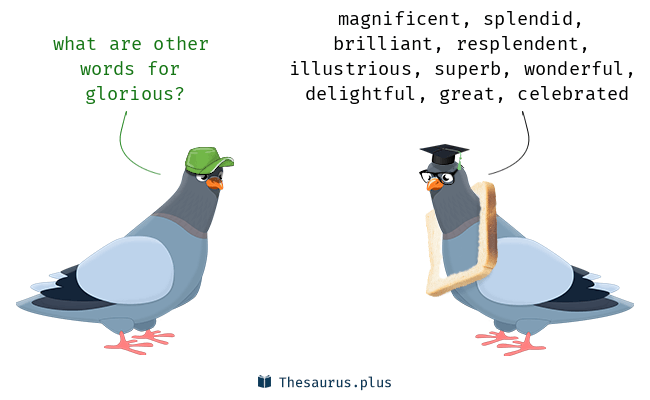 what are other
words for
glorious?
magnificent, splendid,
brilliant, resplendent,
illustrious, superb, wonderful,
delightful, great, celebrated
Thesaurus.plus